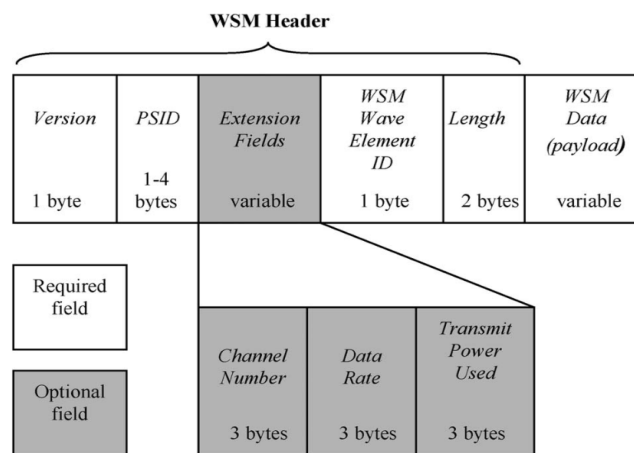 WSM Header
Version
1 byte
PSID
1-4
bytes
Extension
Fields
variable
WSM
Wave
Element
ID
1 byte
Length
2 bytes
WSM
Data
(payload)
variable
Required
field
Optional
field
Channel
Number
3 bytes
Data
Rate
3 bytes
Transmit
Power
Used
3 bytes